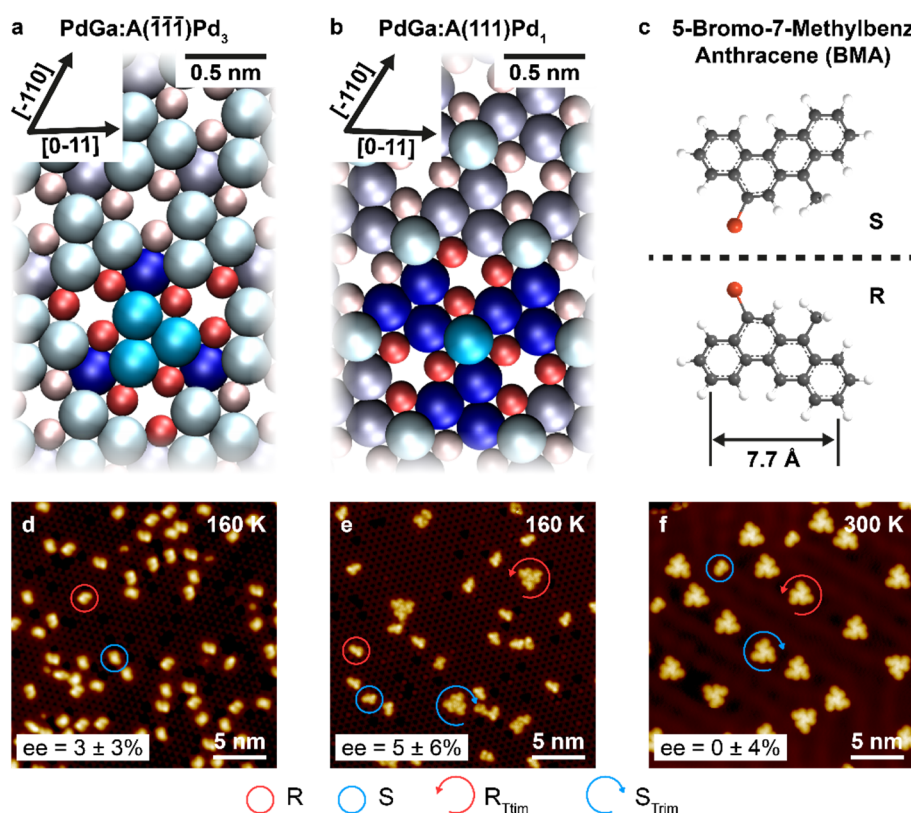 a PdGa:A(1̄1̄1̄)Pd₃
0.5 nm
[-110]
[0-11]
b PdGa:A(111)Pd₁
0.5 nm
[-110]
[0-11]
c 5-Bromo-7-Methylbenz
Anthracene (BMA)
S
R
7.7 Å
d 160 K
ee = 3 ± 3%
5 nm
e 160 K
ee = 5 ± 6%
5 nm
f 300 K
ee = 0 ± 4%
5 nm
R S R_Ttim S_Trim